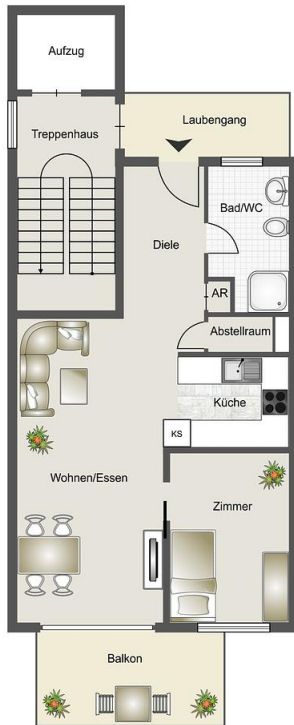 Aufzug
Laubengang
Treppenhaus
Bad/WC
Diele
AR
Abstellraum
Küche
KS
Wohnen/Essen
Zimmer
Balkon